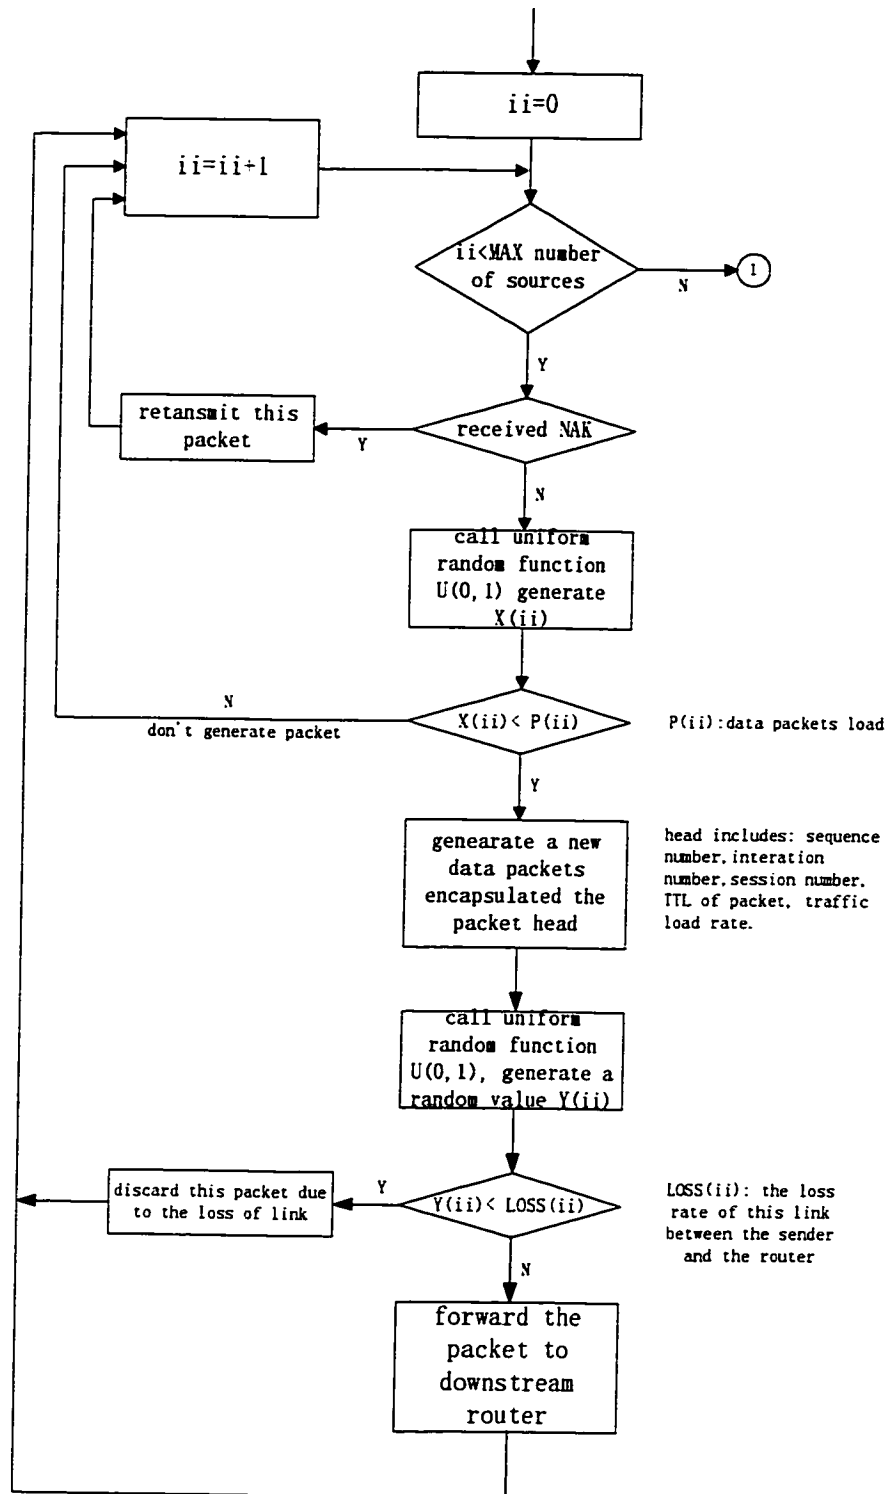 ii=0
ii=ii+1
ii<MAX number
of sources
N
1
Y
retansmit this
packet
Y
received NAK
N
call uniform
random function
U(0,1) generate
X(ii)
N
don't generate packet
X(ii)< P(ii)
P(ii):data packets load
Y
genearate a new
data packets
encapsulated the
packet head
head includes: sequence
number,interation
number,session number.
TTL of packet, traffic
load rate.
call uniform
random function
U(0,1), generate a
random value Y(ii)
discard this packet due
to the loss of link
Y
Y(ii)< LOSS(ii)
LOSS(ii): the loss
rate of this link
between the sender
and the router
N
forward the
packet to
downstream
router